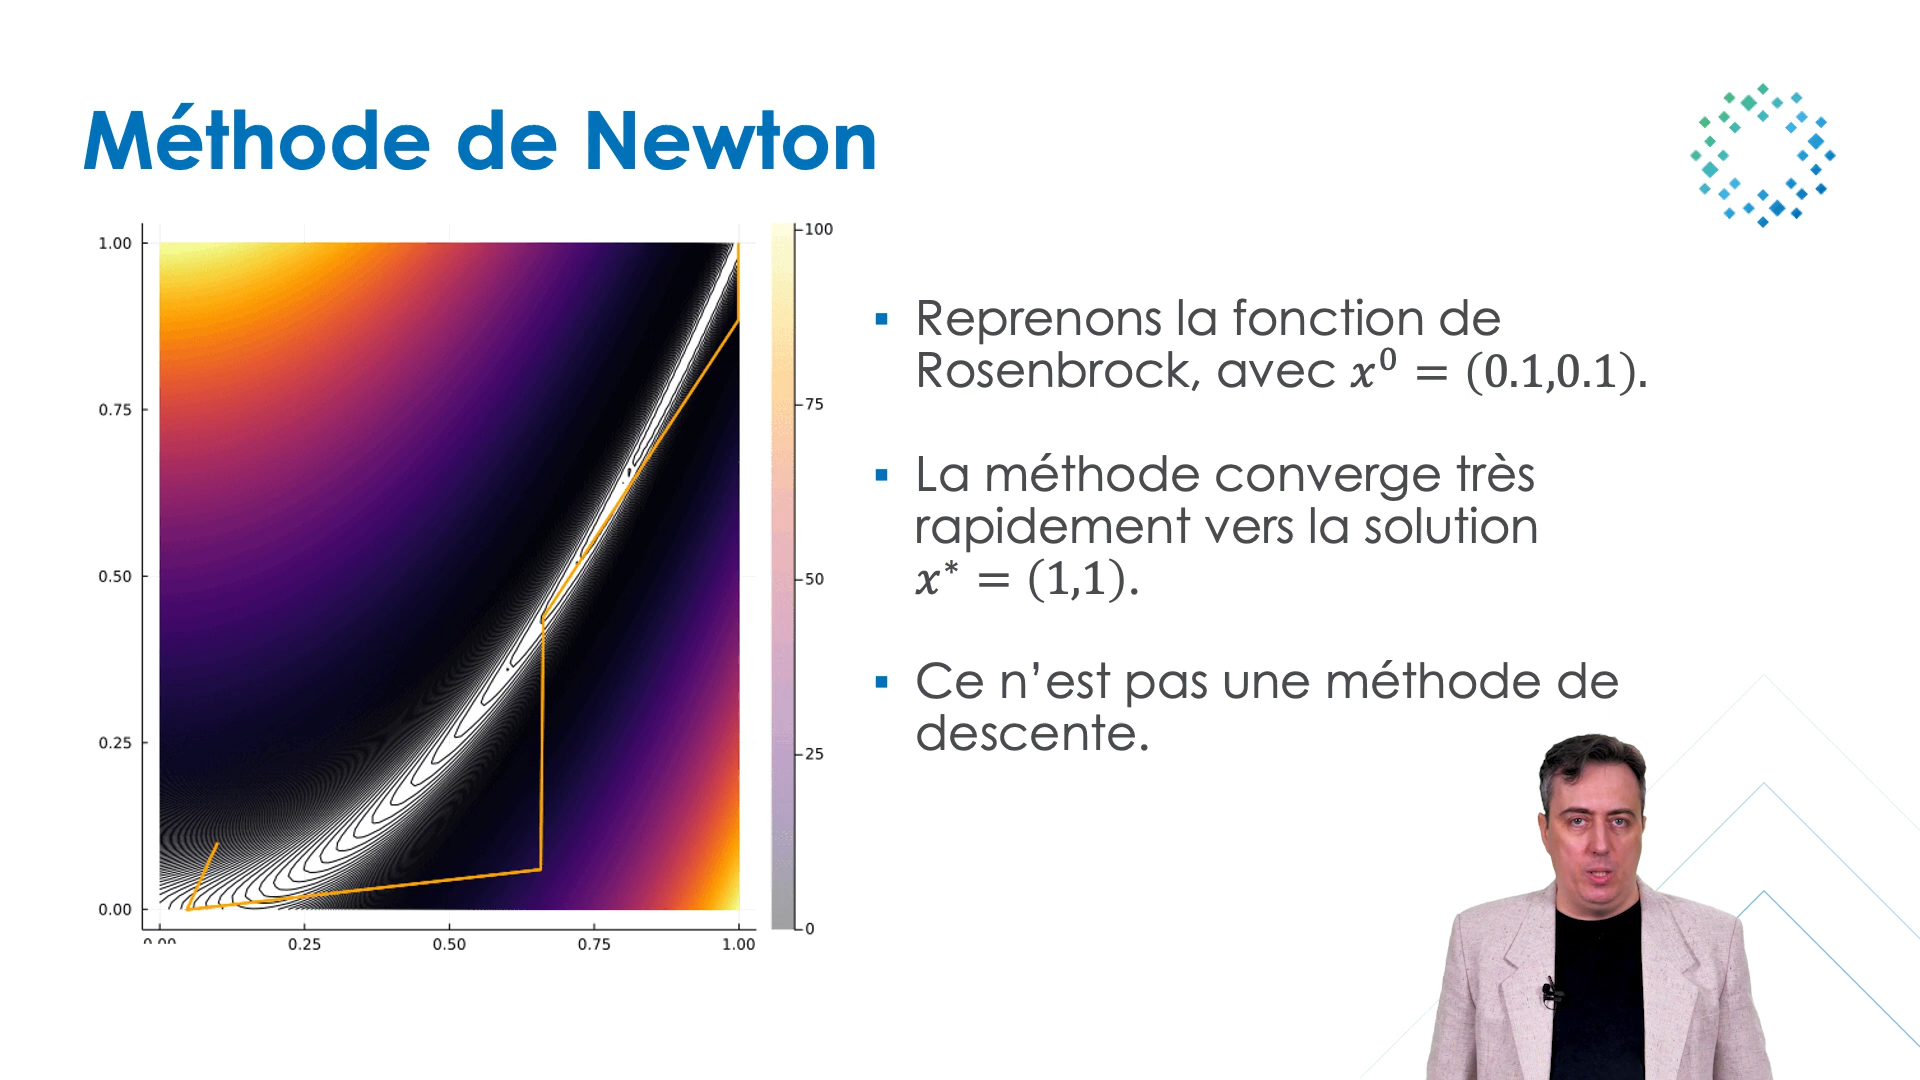 Méthode de Newton
1.00
0.75
0.50
0.25
0.00
0.00
0.25
0.50
0.75
1.00
100
75
50
25
0
▪ Reprenons la fonction de
Rosenbrock, avec x⁰ = (0.1,0.1).
▪ La méthode converge très
rapidement vers la solution
x* = (1,1).
▪ Ce n’est pas une méthode de
descente.